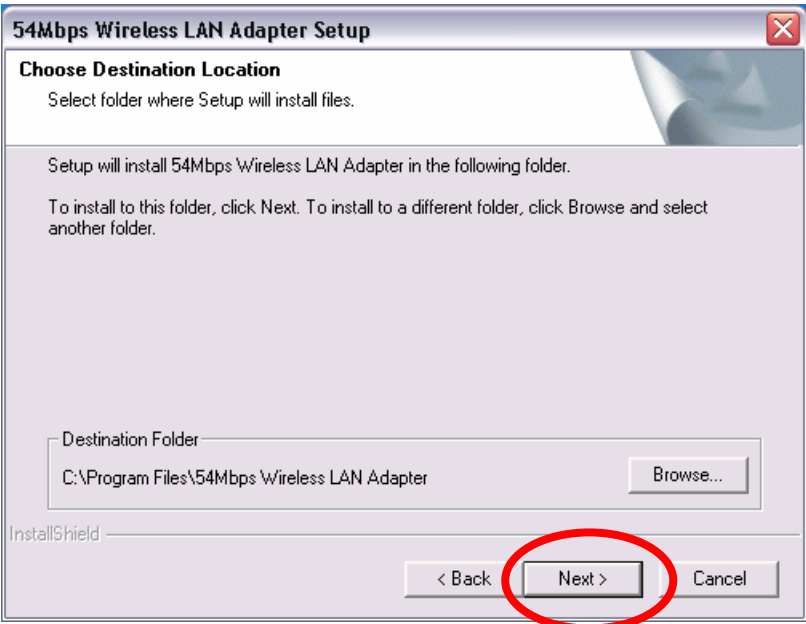 54Mbps Wireless LAN Adapter Setup
Choose Destination Location
Select folder where Setup will install files.
Setup will install 54Mbps Wireless LAN Adapter in the following folder.
To install to this folder, click Next. To install to a different folder, click Browse and select
another folder.
Destination Folder
C:\Program Files\54Mbps Wireless LAN Adapter
Browse...
InstallShield
< Back
Next >
Cancel